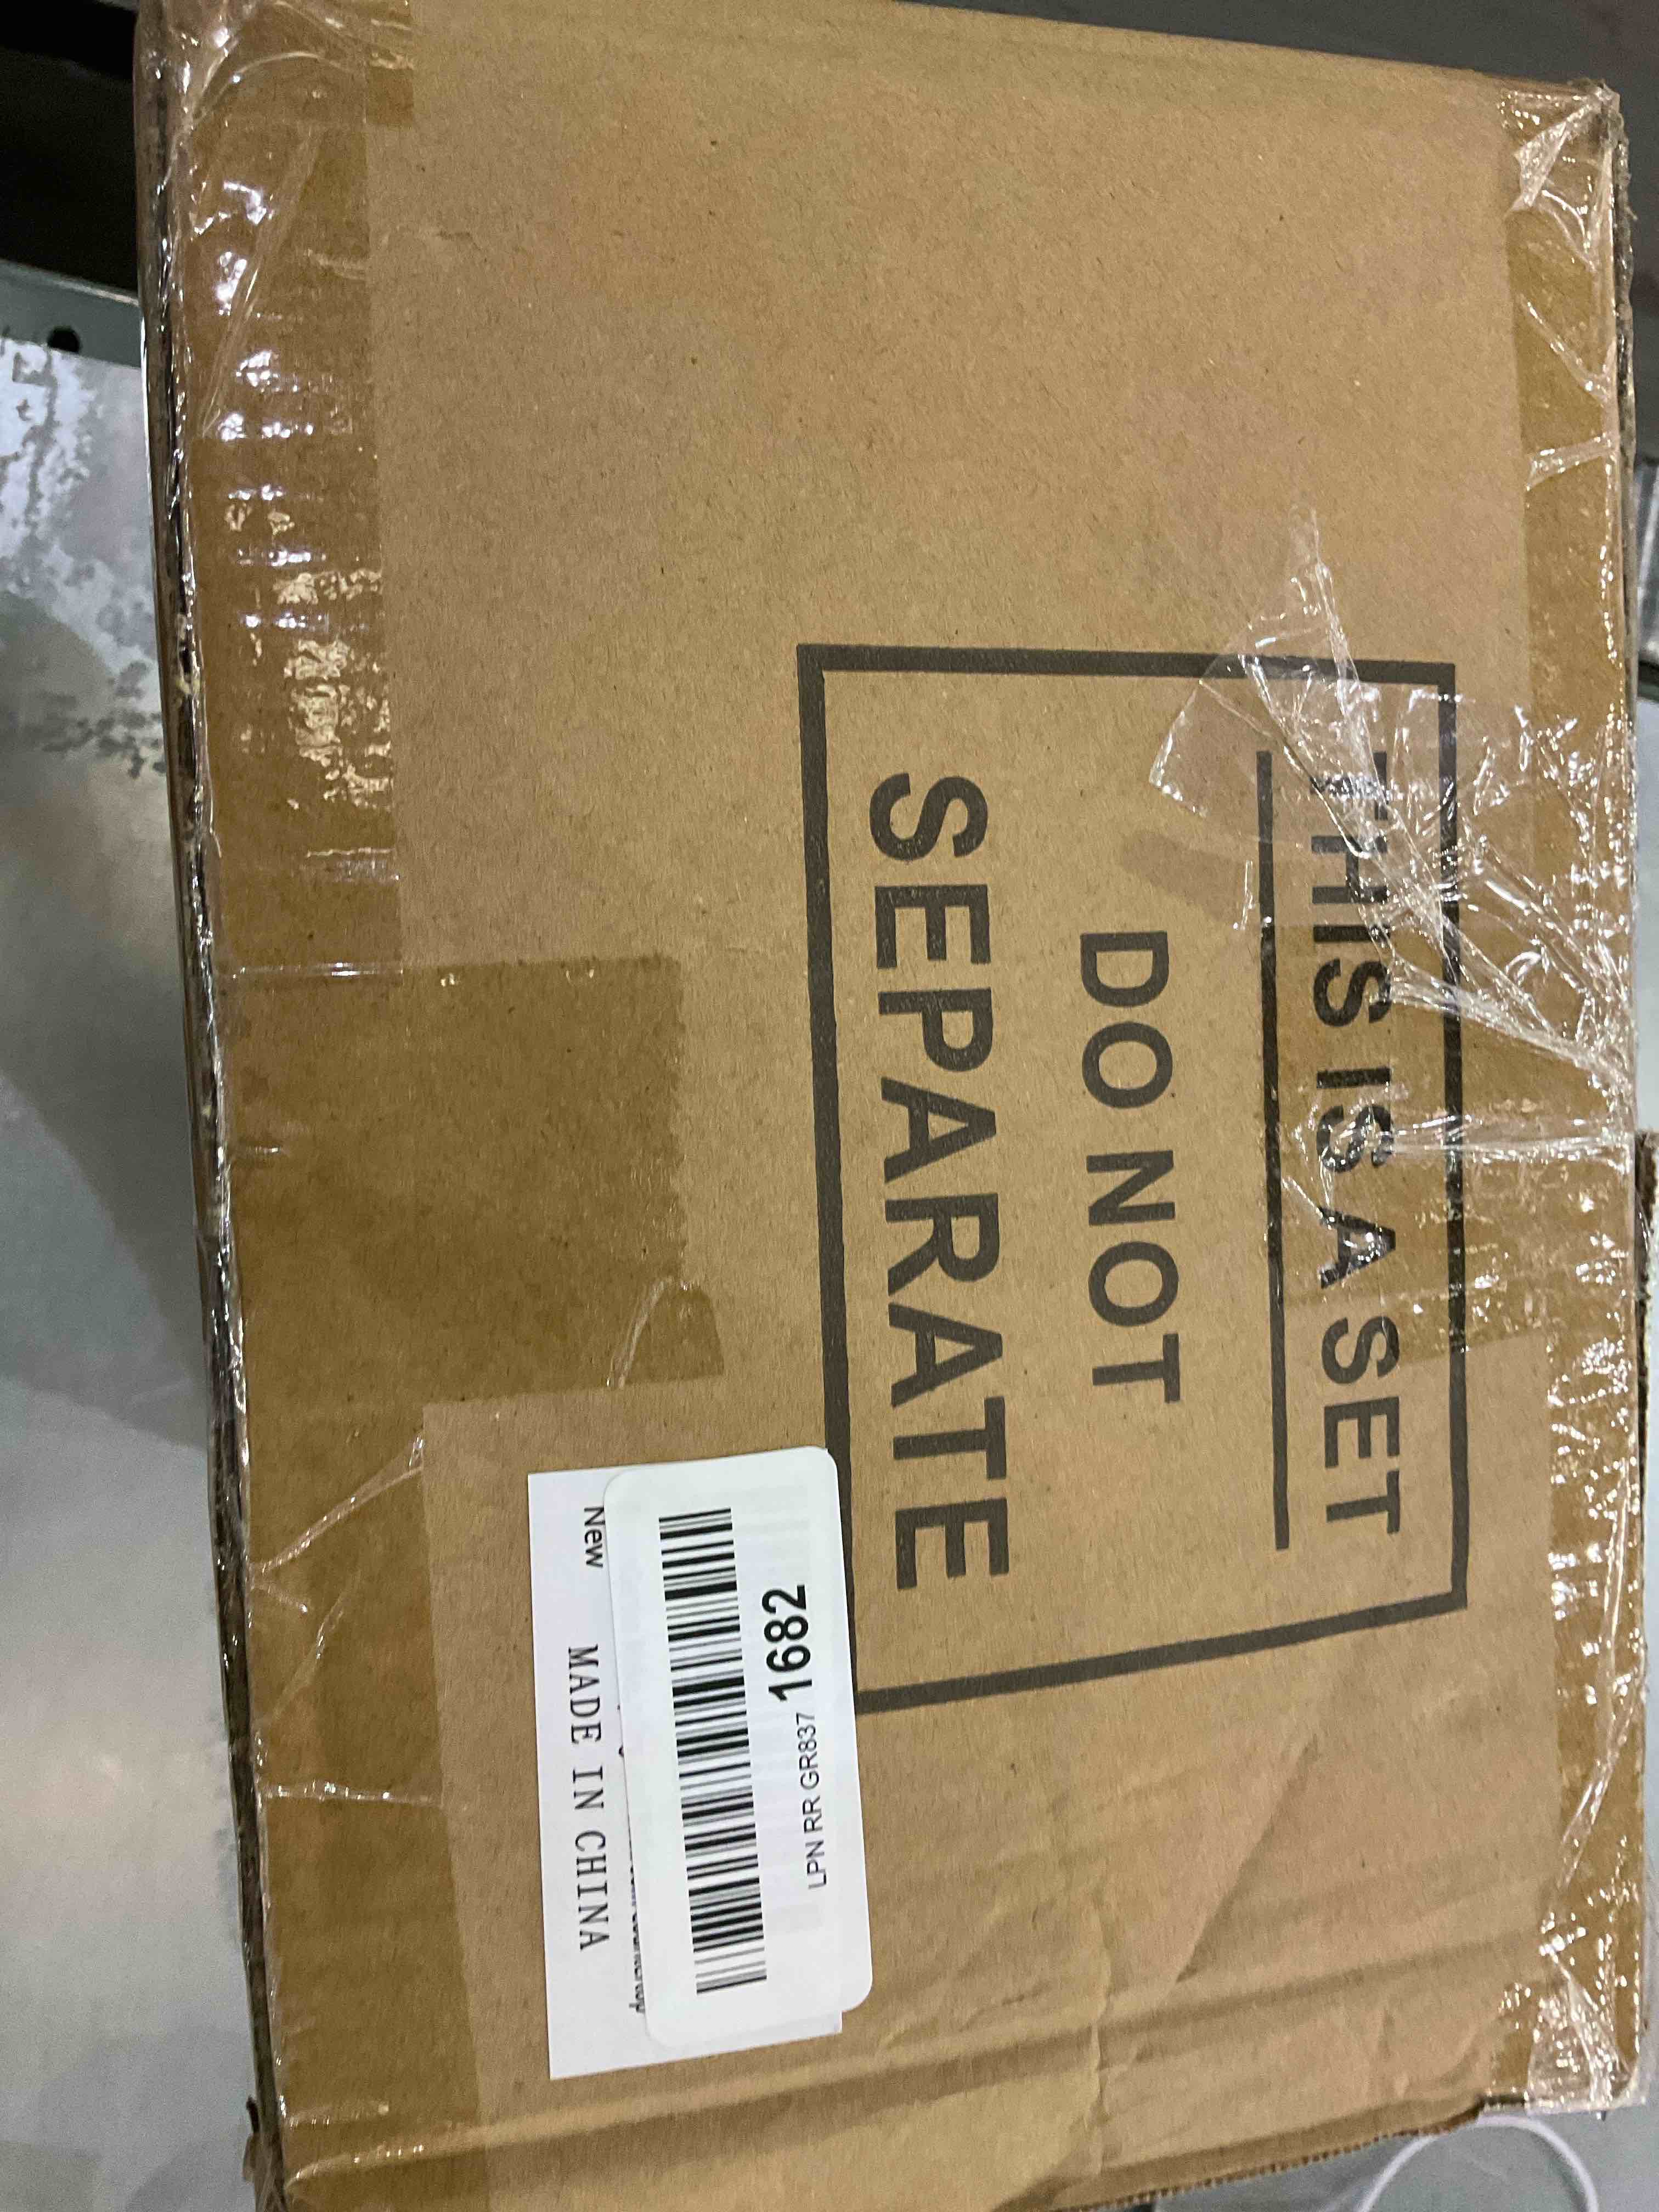 THIS IS A SET
DO NOT
SEPARATE
LPN RR GR837 1682
New
MADE IN CHINA